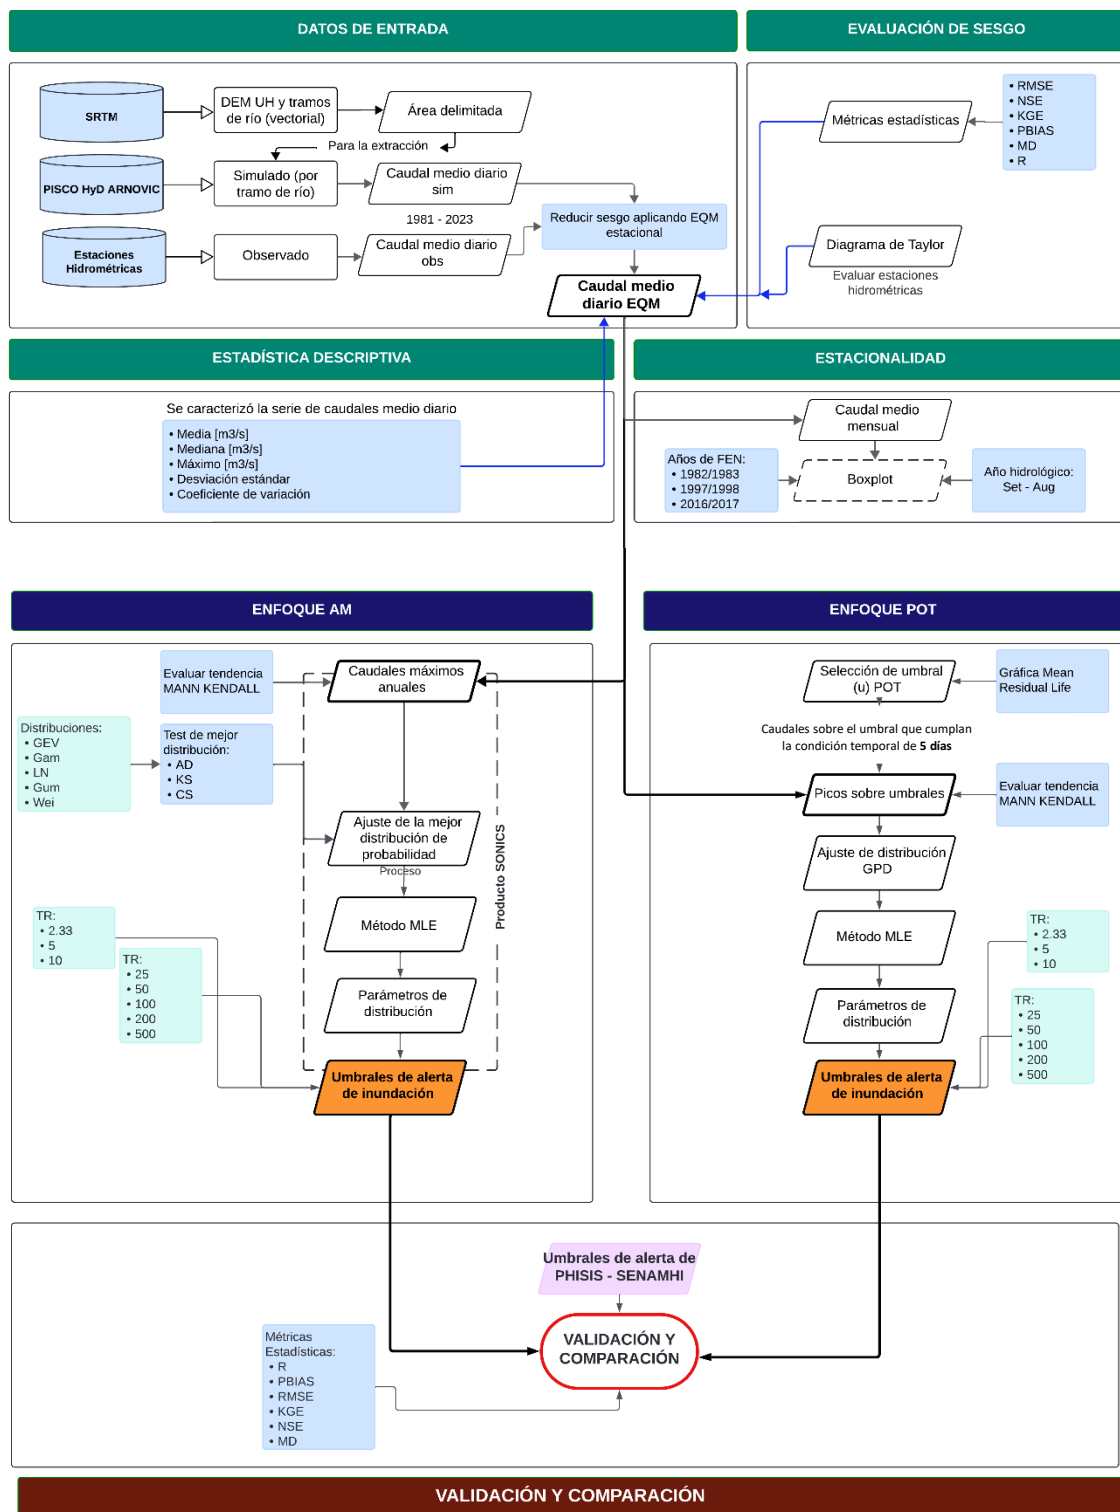 DATOS DE ENTRADA
SRTM
DEM UH y tramos
de río (vectorial)
Área delimitada
Para la extracción
PISCO HyD ARNOVIC
Simulado (por
tramo de río)
Caudal medio diario
sim
1981 - 2023
Estaciones
Hidrométricas
Observado
Caudal medio diario
obs
Reducir sesgo aplicando EQM
estacional
Caudal medio
diario EQM
EVALUACIÓN DE SESGO
Métricas estadísticas
• RMSE
• NSE
• KGE
• PBIAS
• MD
• R
Diagrama de Taylor
Evaluar estaciones
hidrométricas
ESTADÍSTICA DESCRIPTIVA
Se caracterizó la serie de caudales medio diario
• Media [m3/s]
• Mediana [m3/s]
• Máximo [m3/s]
• Desviación estándar
• Coeficiente de variación
ESTACIONALIDAD
Caudal medio
mensual
Años de FEN:
• 1982/1983
• 1997/1998
• 2016/2017
Boxplot
Año hidrológico:
Set - Aug
ENFOQUE AM
Evaluar tendencia
MANN KENDALL
Caudales máximos
anuales
Distribuciones:
• GEV
• Gam
• LN
• Gum
• Wei
Test de mejor
distribución:
• AD
• KS
• CS
Ajuste de la mejor
distribución de
probabilidad
Proceso
Producto SONICS
Método MLE
TR:
• 2.33
• 5
• 10
TR:
• 25
• 50
• 100
• 200
• 500
Parámetros de
distribución
Umbrales de alerta
de inundación
ENFOQUE POT
Selección de umbral
(u) POT
Gráfica Mean
Residual Life
Caudales sobre el umbral que cumplan
la condición temporal de 5 días
Picos sobre umbrales
Evaluar tendencia
MANN KENDALL
Ajuste de distribución
GPD
Método MLE
TR:
• 2.33
• 5
• 10
Parámetros de
distribución
TR:
• 25
• 50
• 100
• 200
• 500
Umbrales de alerta
de inundación
Umbrales de alerta de
PHISIS - SENAMHI
VALIDACIÓN Y
COMPARACIÓN
Métricas
Estadísticas:
• R
• PBIAS
• RMSE
• KGE
• NSE
• MD
VALIDACIÓN Y COMPARACIÓN